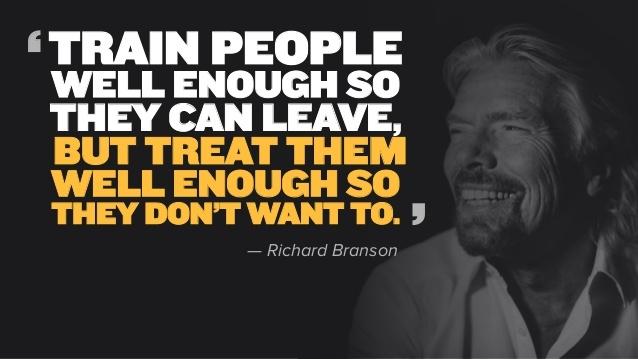 ‘TRAIN PEOPLE
WELL ENOUGH SO
THEY CAN LEAVE,
BUT TREAT THEM
WELL ENOUGH SO
THEY DON’T WANT TO.’
— Richard Branson